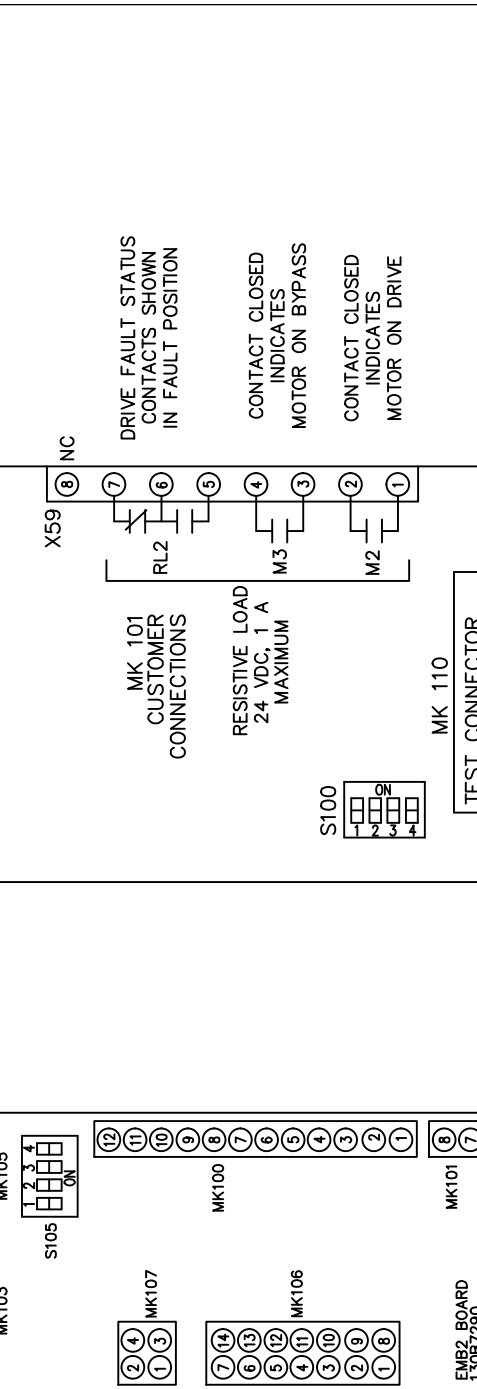 X59
8
NC
7
6
5
4
3
2
1
DRIVE FAULT STATUS
CONTACTS SHOWN
IN FAULT POSITION
CONTACT CLOSED
INDICATES
MOTOR ON BYPASS
CONTACT CLOSED
INDICATES
MOTOR ON DRIVE
RL2
M3
M2
MK 101
CUSTOMER
CONNECTIONS
RESISTIVE LOAD
24 VDC, 1 A
MAXIMUM
S100
ON
1 2 3 4
MK 110
TEST CONNECTOR
MK105
1 2 3 4
ON
S105
12
11
10
9
8
7
6
5
4
3
2
1
MK100
8
7
MK101
MK103
2 4
1 3
MK107
7 14
6 13
5 12
4 11
3 10
2 9
1 8
MK106
EMB2 BOARD
130B7290